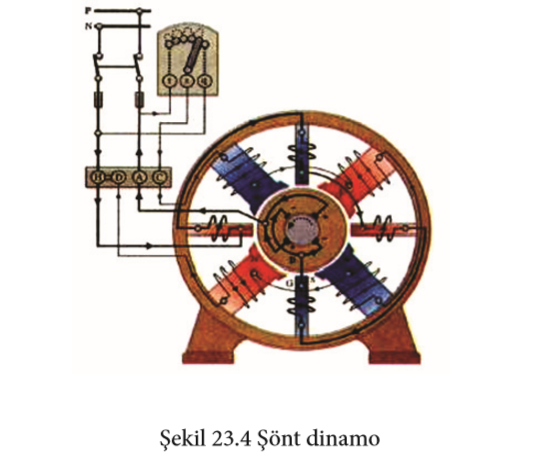 P
N
t s q
B D A C
G s
Şekil 23.4 Şönt dinamo